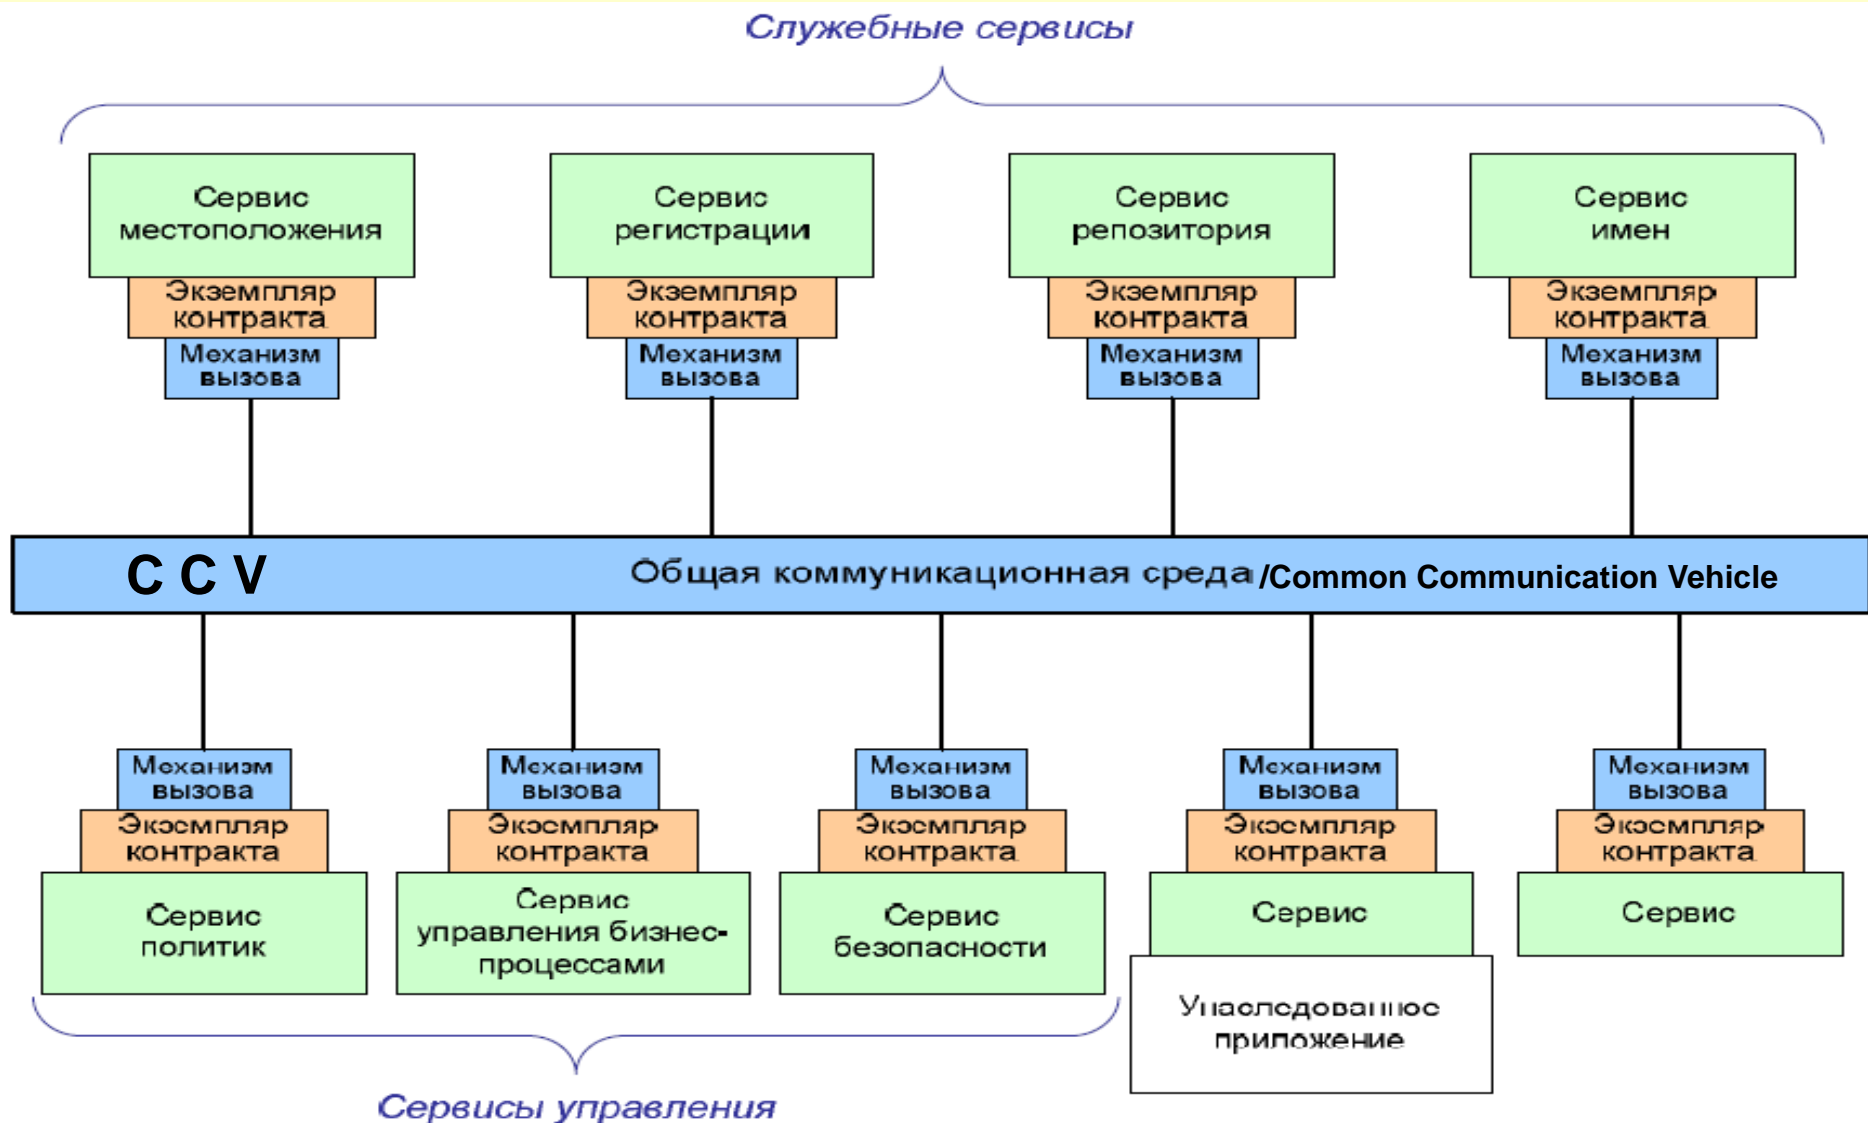 Служебные сервисы
Сервис
местоположения
Экземпляр
контракта
Механизм
вызова
Сервис
регистрации
Экземпляр
контракта
Механизм
вызова
Сервис
репозитория
Экземпляр
контракта
Механизм
вызова
Сервис
имен
Экземпляр
контракта
Механизм
вызова
C C V Общая коммуникационная среда /Common Communication Vehicle
Механизм
вызова
Экземпляр
контракта
Сервис
политик
Механизм
вызова
Экземпляр
контракта
Сервис
управления бизнес-
процессами
Механизм
вызова
Экземпляр
контракта
Сервис
безопасности
Механизм
вызова
Экземпляр
контракта
Сервис
Унаследованное
приложение
Механизм
вызова
Экземпляр
контракта
Сервис
Сервисы управления